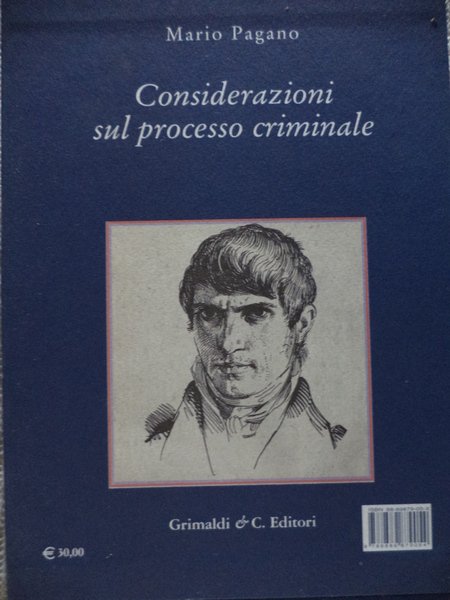 Mario Pagano
Considerazioni
sul processo criminale
Grimaldi & C. Editori
€ 30,00